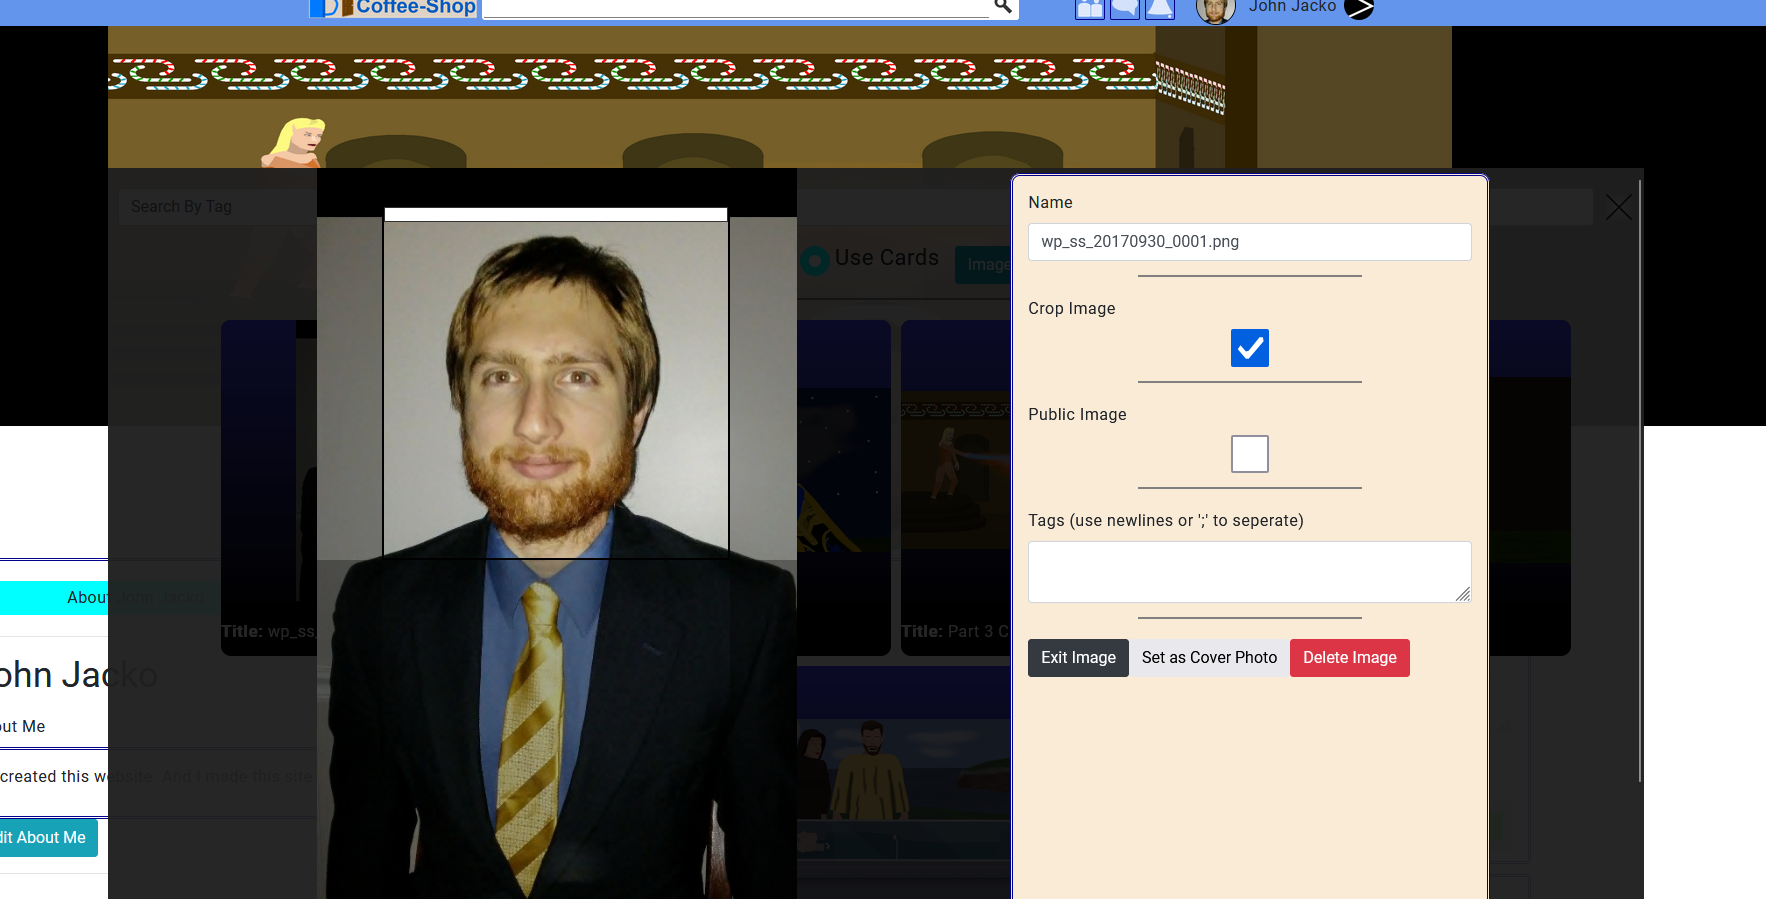 Coffee-Shop
John Jacko
Search By Tag
Use Cards
Image
Name
wp_ss_20170930_0001.png
Crop Image
Public Image
Tags (use newlines or ';' to seperate)
Exit Image Set as Cover Photo Delete Image
About John Jacko
Title: wp_ss_
Title: Part 3 C
ohn Jacko
out Me
created this website. And I made this site
dit About Me